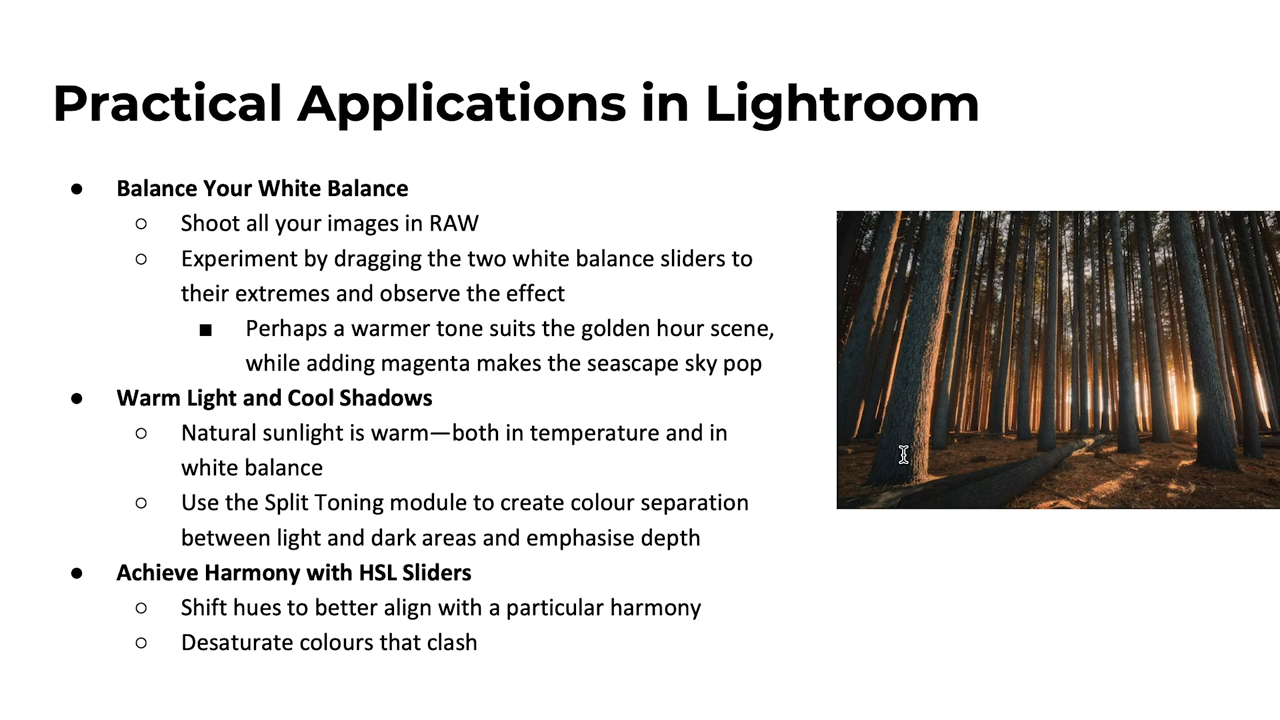 Practical Applications in Lightroom
● Balance Your White Balance
○ Shoot all your images in RAW
○ Experiment by dragging the two white balance sliders to
their extremes and observe the effect
■ Perhaps a warmer tone suits the golden hour scene,
while adding magenta makes the seascape sky pop
● Warm Light and Cool Shadows
○ Natural sunlight is warm—both in temperature and in
white balance
○ Use the Split Toning module to create colour separation
between light and dark areas and emphasise depth
● Achieve Harmony with HSL Sliders
○ Shift hues to better align with a particular harmony
○ Desaturate colours that clash